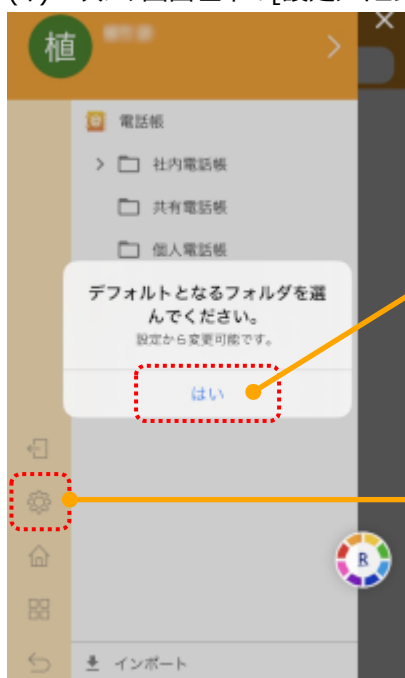 植
電話帳
社内電話帳
共有電話帳
個人電話帳
デフォルトとなるフォルダを選
んでください。
設定から変更可能です。
はい
R
インポート